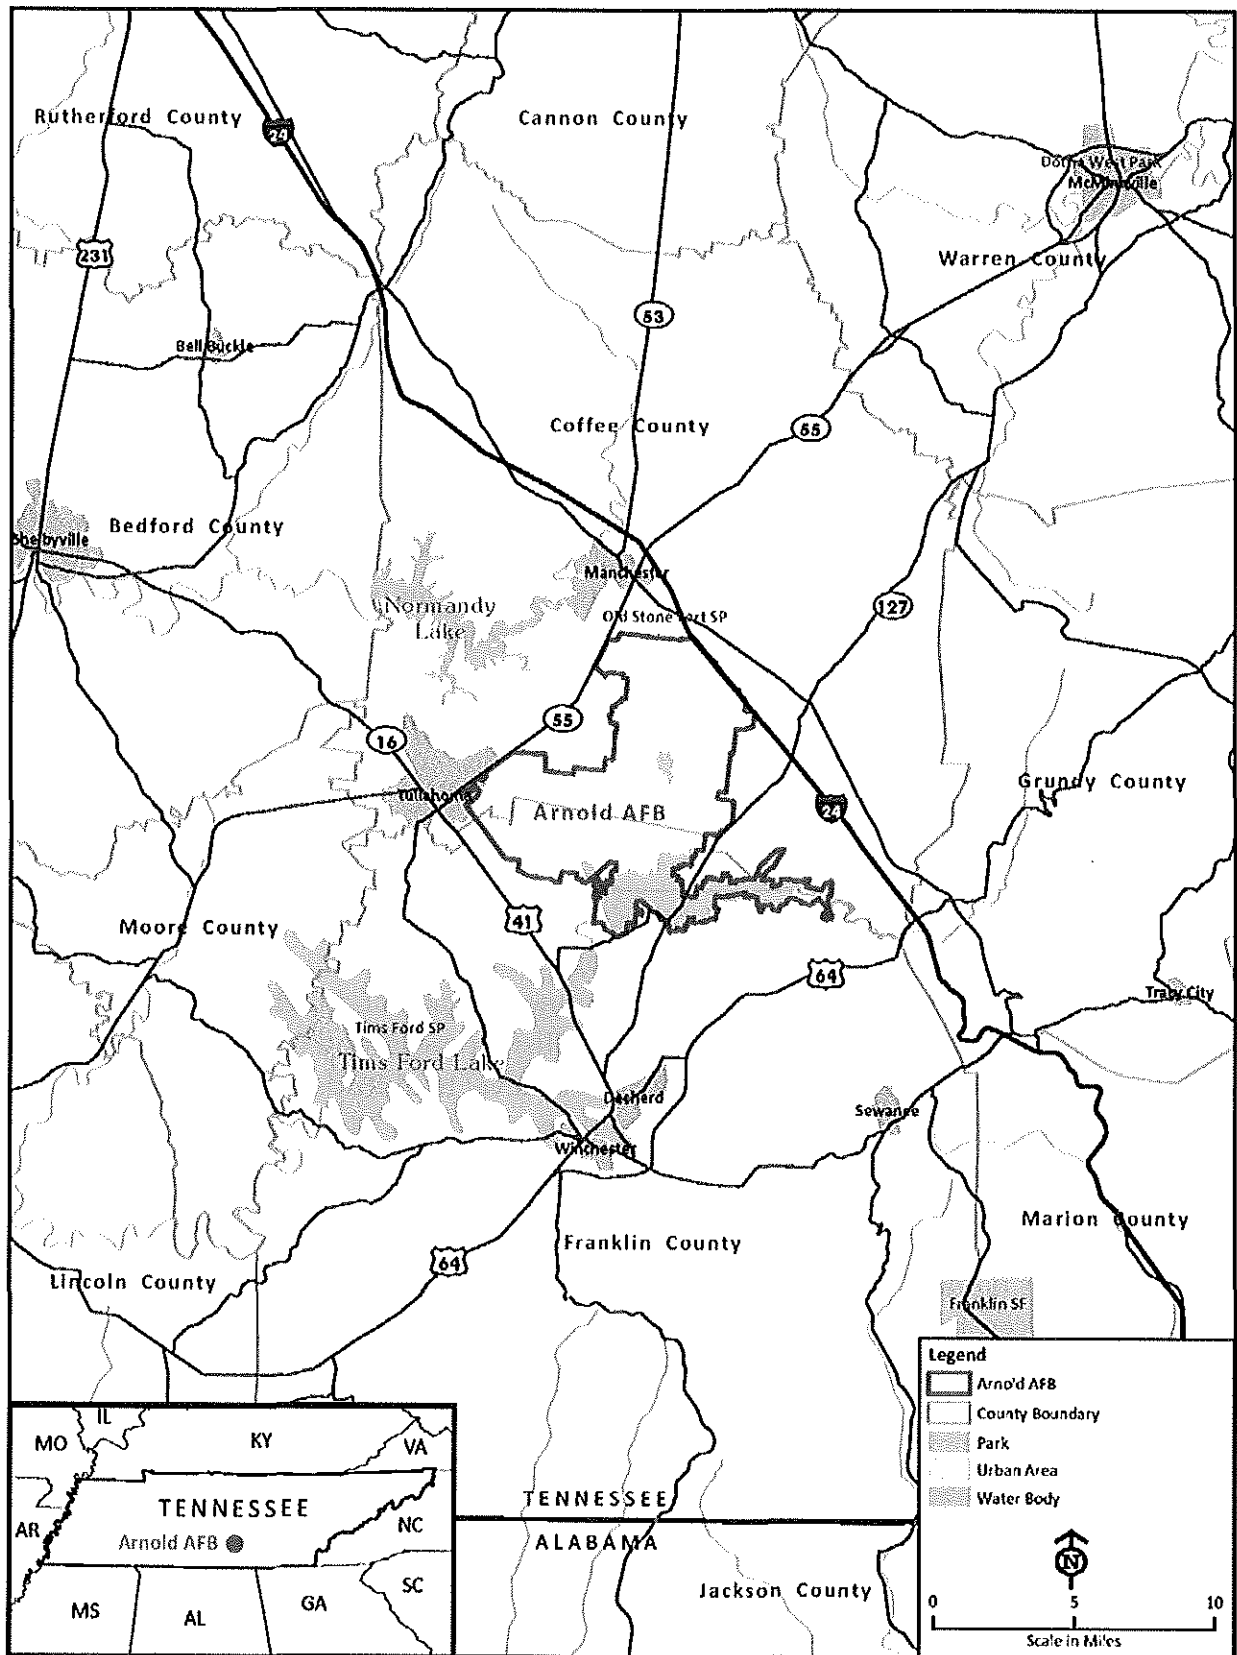 Rutherford County
Cannon County
24
Dottie West Park
McMinnville
231
Warren County
53
Bell Buckle
Coffee County
55
Bedford County
Shelbyville
Manchester
Normandy
Lake
127
Old Stone Fort SP
55
16
Grundy County
Tullahoma
Arnold AFB
24
41
Moore County
64
Tracy City
Tims Ford SP
Tims Ford Lake
Decherd
Sewanee
Winchester
Marion County
Franklin County
64
Lincoln County
Franklin SF
Legend
Arnold AFB
County Boundary
Park
Urban Area
Water Body
N
0 5 10
Scale in Miles
TENNESSEE
ALABAMA
Jackson County
IL
MO
KY
VA
TENNESSEE
AR
Arnold AFB
NC
SC
MS
AL
GA